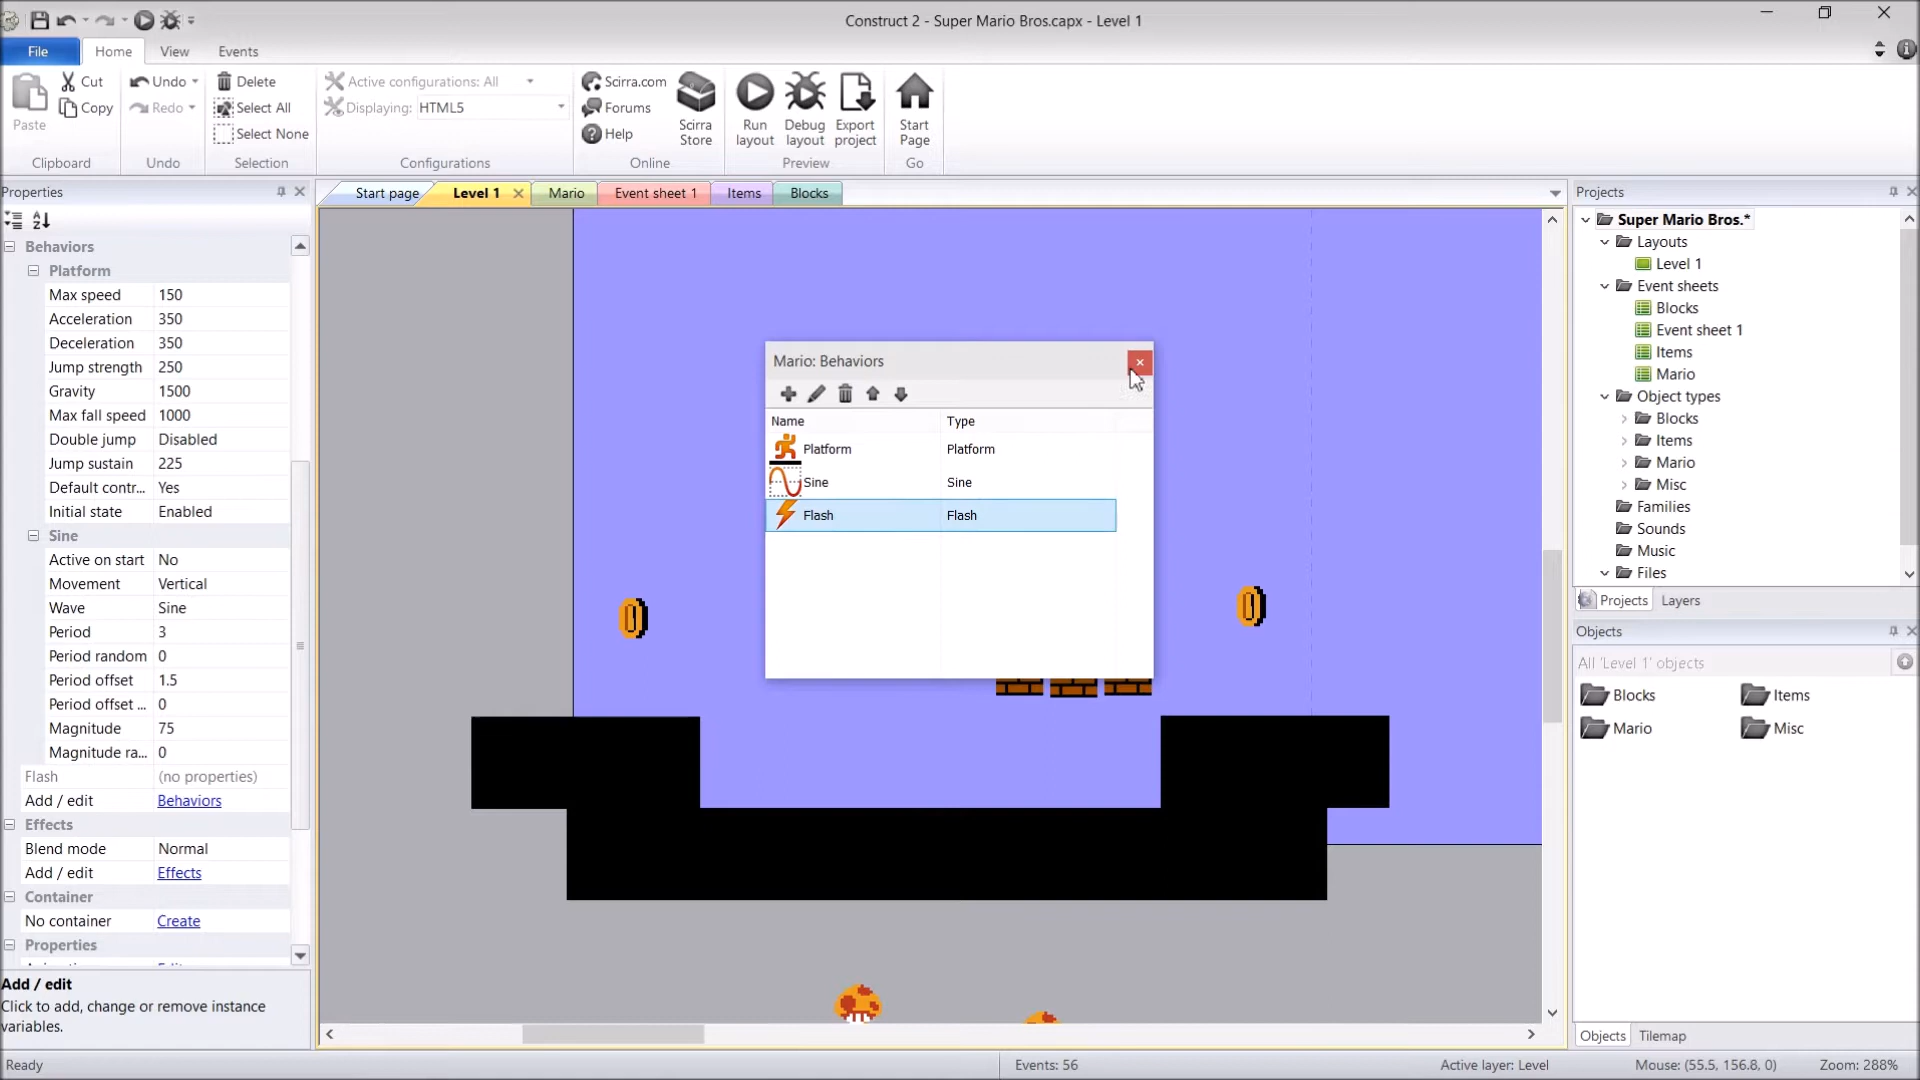 Construct 2 - Super Mario Bros.capx - Level 1
File
Home
View
Events
Paste
Cut
Copy
Clipboard
Undo
Redo
Undo
Delete
Select All
Select None
Selection
Active configurations: All
Displaying: HTML5
Configurations
Scirra.com
Forums
Help
Scirra Store
Online
Run layout
Debug layout
Export project
Preview
Start Page
Go
Properties
Start page
Level 1
Mario
Event sheet 1
Items
Blocks
Behaviors
Platform
Max speed 150
Acceleration 350
Deceleration 350
Jump strength 250
Gravity 1500
Max fall speed 1000
Double jump Disabled
Jump sustain 225
Default contr... Yes
Initial state Enabled
Sine
Active on start No
Movement Vertical
Wave Sine
Period 3
Period random 0
Period offset 1.5
Period offset ... 0
Magnitude 75
Magnitude ra... 0
Flash (no properties)
Add / edit Behaviors
Effects
Blend mode Normal
Add / edit Effects
Container
No container Create
Properties
Add / edit
Click to add, change or remove instance
variables.
Mario: Behaviors
Name Type
Platform Platform
Sine Sine
Flash Flash
Projects
Super Mario Bros.*
Layouts
Level 1
Event sheets
Blocks
Event sheet 1
Items
Mario
Object types
Blocks
Items
Mario
Misc
Families
Sounds
Music
Files
Projects
Layers
Objects
All 'Level 1' objects
Blocks
Items
Mario
Misc
Objects
Tilemap
Ready
Events: 56
Active layer: Level
Mouse: (55.5, 156.8, 0)
Zoom: 288%